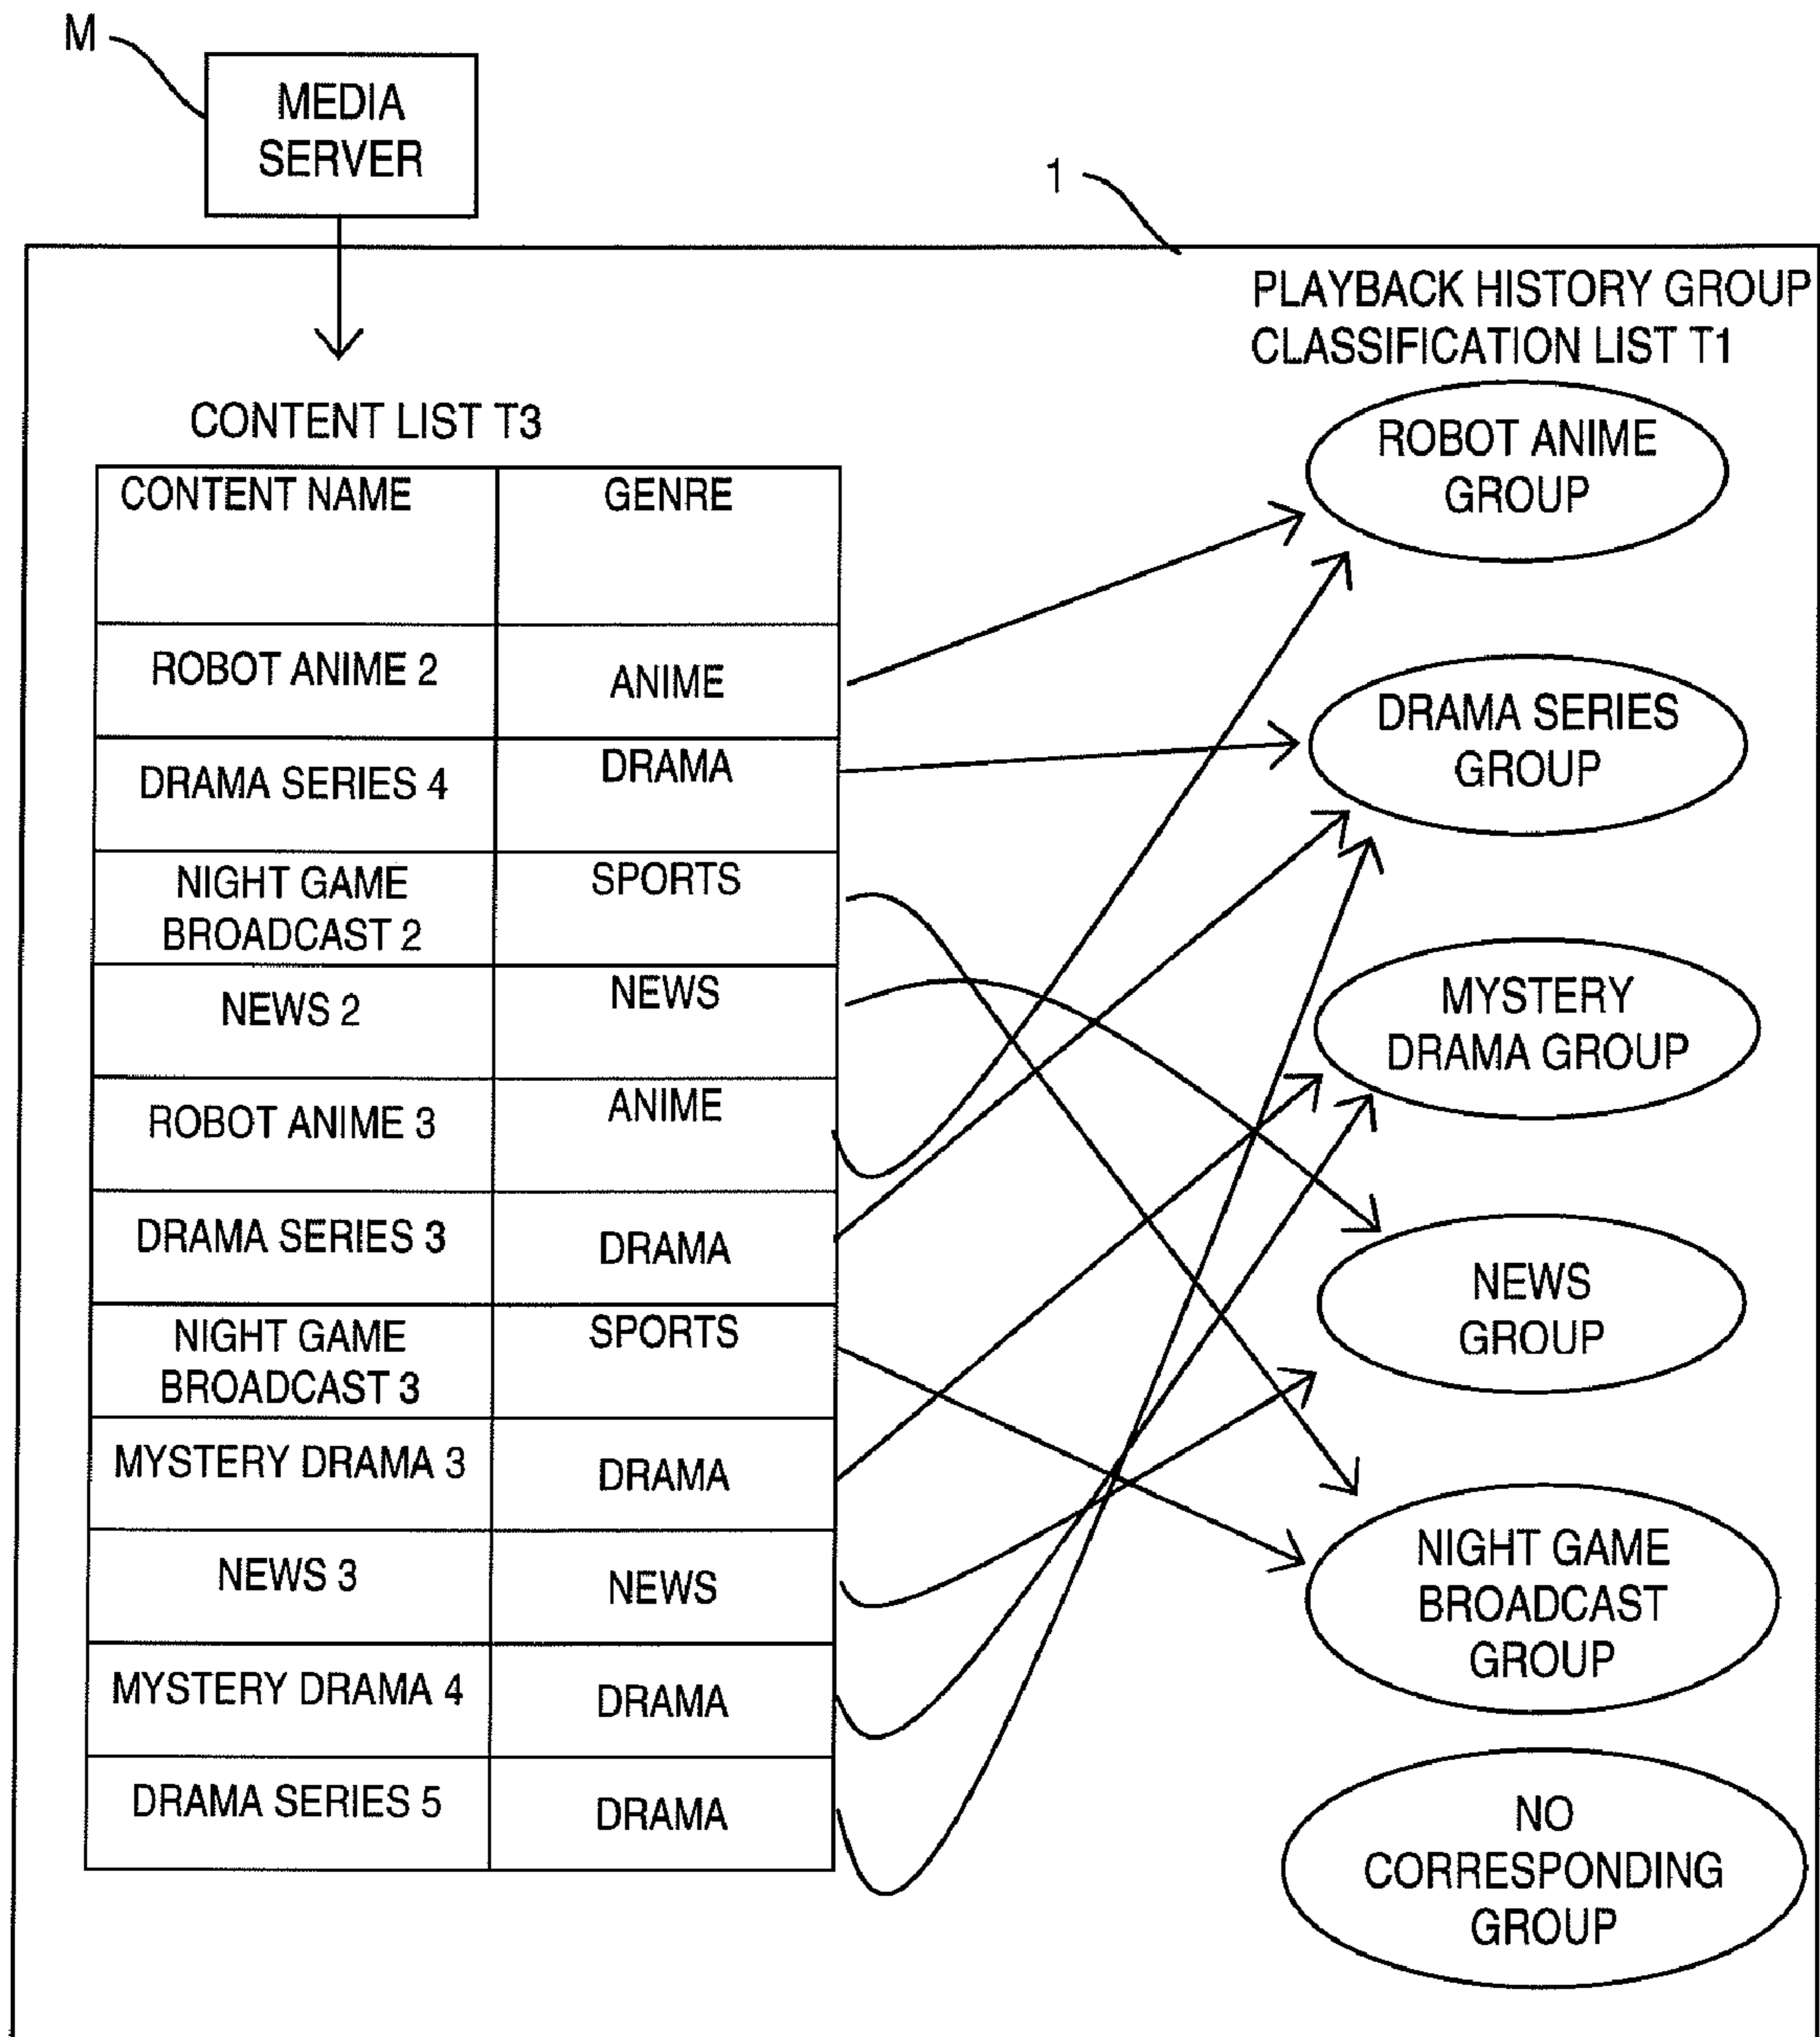 M
MEDIA
SERVER
1
PLAYBACK HISTORY GROUP
CLASSIFICATION LIST T1
CONTENT LIST T3
CONTENT NAME GENRE
ROBOT ANIME 2 ANIME
DRAMA SERIES 4 DRAMA
NIGHT GAME
BROADCAST 2 SPORTS
NEWS 2 NEWS
ROBOT ANIME 3 ANIME
DRAMA SERIES 3 DRAMA
NIGHT GAME
BROADCAST 3 SPORTS
MYSTERY DRAMA 3 DRAMA
NEWS 3 NEWS
MYSTERY DRAMA 4 DRAMA
DRAMA SERIES 5 DRAMA
ROBOT ANIME
GROUP
DRAMA SERIES
GROUP
MYSTERY
DRAMA GROUP
NEWS
GROUP
NIGHT GAME
BROADCAST
GROUP
NO
CORRESPONDING
GROUP